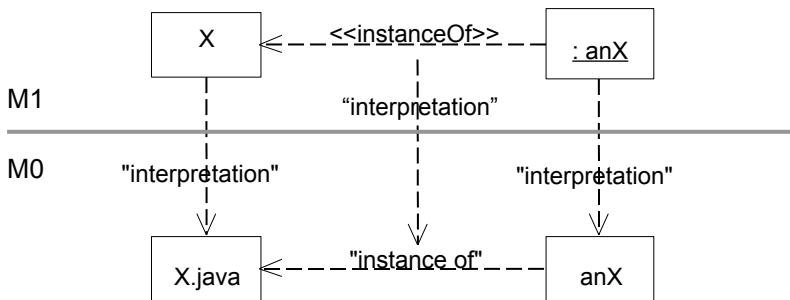 X
<<instanceOf>>
: anX
M1
“interpretation”
M0
"interpretation"
"interpretation"
X.java
"instance of"
anX